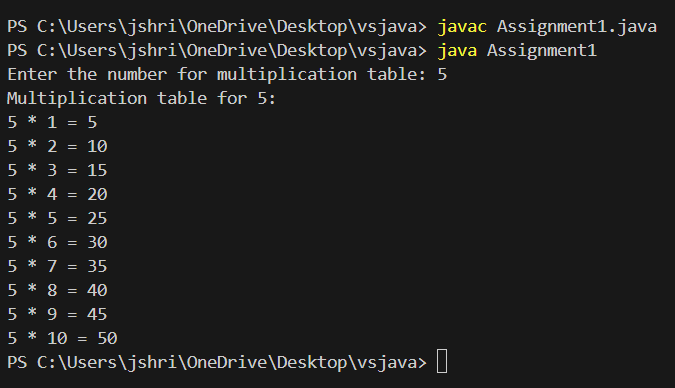 PS C:\Users\jshri\OneDrive\Desktop\vsjava> javac Assignment1.java
PS C:\Users\jshri\OneDrive\Desktop\vsjava> java Assignment1
Enter the number for multiplication table: 5
Multiplication table for 5:
5 * 1 = 5
5 * 2 = 10
5 * 3 = 15
5 * 4 = 20
5 * 5 = 25
5 * 6 = 30
5 * 7 = 35
5 * 8 = 40
5 * 9 = 45
5 * 10 = 50
PS C:\Users\jshri\OneDrive\Desktop\vsjava>